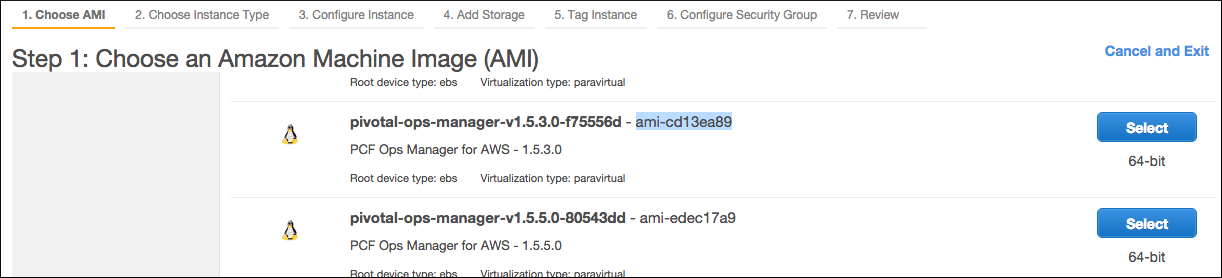 1. Choose AMI 2. Choose Instance Type 3. Configure Instance 4. Add Storage 5. Tag Instance 6. Configure Security Group 7. Review
Step 1: Choose an Amazon Machine Image (AMI)
Cancel and Exit
Root device type: ebs Virtualization type: paravirtual
pivotal-ops-manager-v1.5.3.0-f75556d - ami-cd13ea89
Select
PCF Ops Manager for AWS - 1.5.3.0
64-bit
Root device type: ebs Virtualization type: paravirtual
pivotal-ops-manager-v1.5.5.0-80543dd - ami-edec17a9
Select
PCF Ops Manager for AWS - 1.5.5.0
64-bit
Root device type: ebs Virtualization type: paravirtual